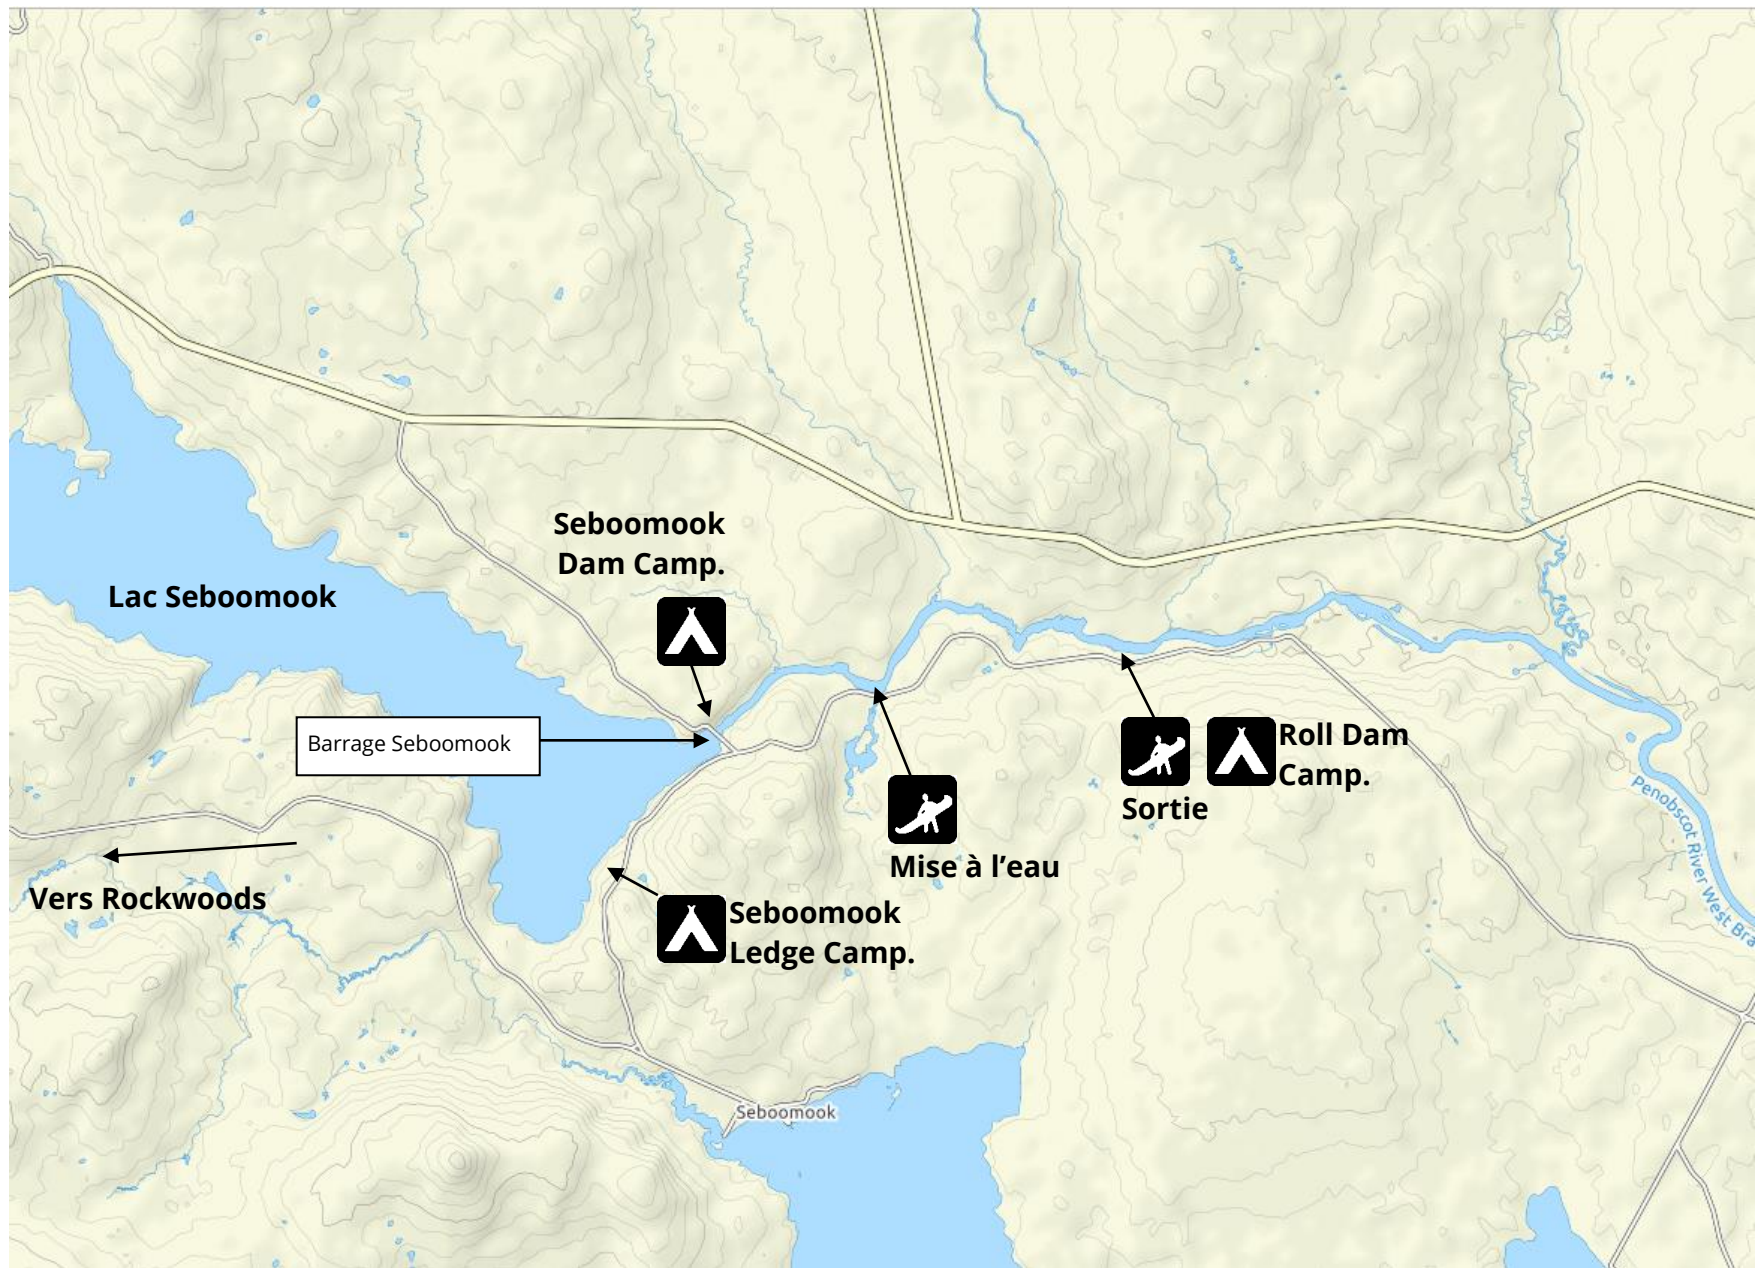 Seboomook
Dam Camp.
Lac Seboomook
Barrage Seboomook
Roll Dam
Camp.
Sortie
Mise à l’eau
Vers Rockwoods
Seboomook
Ledge Camp.
Penobscot River West Bra
Seboomook